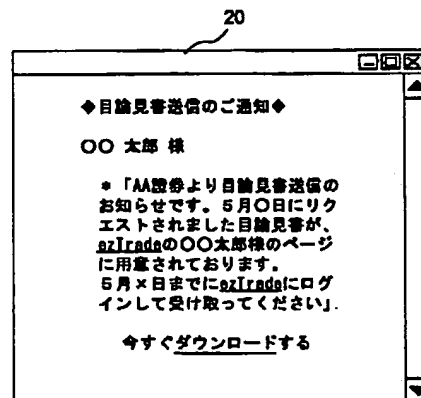 20
◆目論見書送信のご通知◆
〇〇 太郎 様
* 「AA證券より目論見書送信の
お知らせです。5月〇日にリク
エストされました目論見書が、
ezTradeの〇〇太郎様のページ
に用意されております。
5月×日までにezTradeにログ
インして受け取ってください」.
今すぐダウンロードする